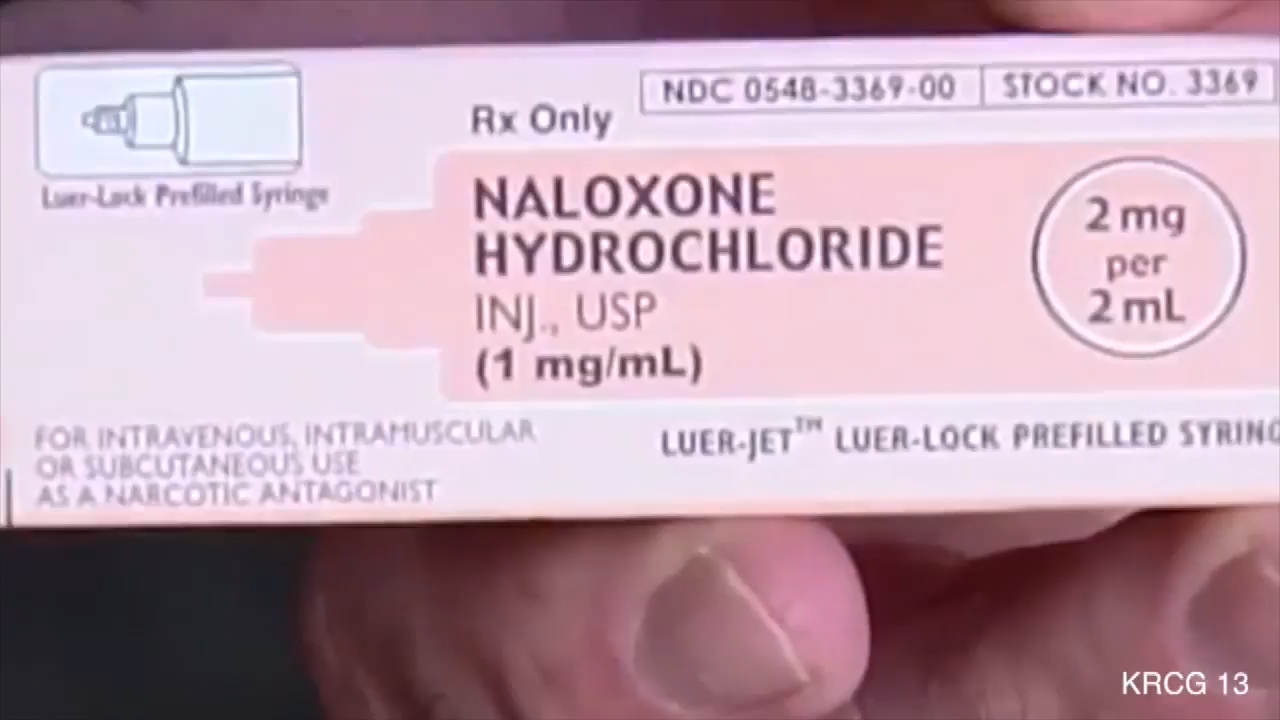 Luer-Lock Prefilled Syringe
Rx Only
NDC 0548-3369-00 STOCK NO. 3369
NALOXONE
HYDROCHLORIDE
INJ., USP
(1 mg/mL)
2 mg
per
2 mL
FOR INTRAVENOUS, INTRAMUSCULAR
OR SUBCUTANEOUS USE
AS A NARCOTIC ANTAGONIST
LUER-JET™ LUER-LOCK PREFILLED SYRING
KRCG 13